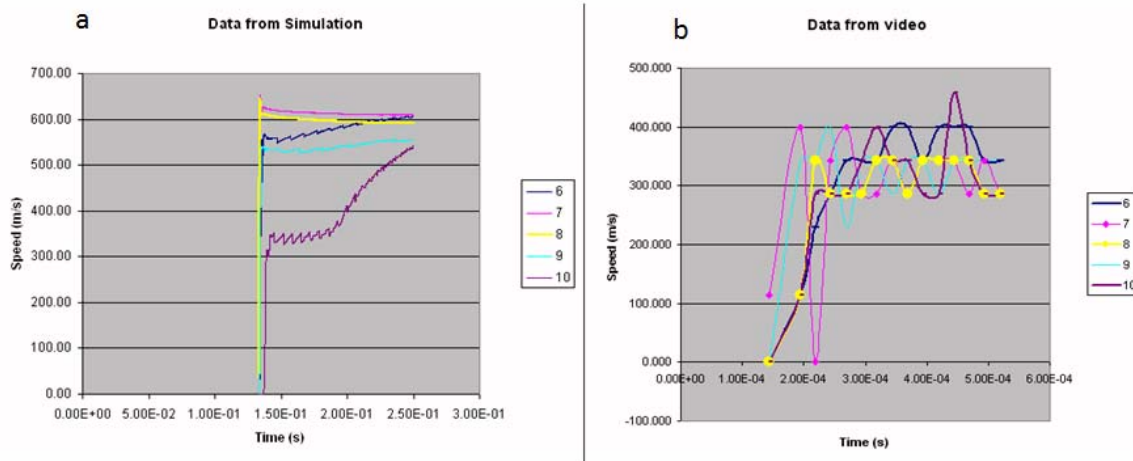 a
Data from Simulation
700.00
600.00
500.00
400.00
300.00
200.00
100.00
0.00
Speed (m/s)
0.00E+00 5.00E-02 1.00E-01 1.50E-01 2.00E-01 2.50E-01 3.00E-01
Time (s)
6
7
8
9
10
b
Data from video
500.000
400.000
300.000
200.000
100.000
0.000
-100.000
Speed (m/s)
0.00E+00 1.00E-04 2.00E-04 3.00E-04 4.00E-04 5.00E-04 6.00E-04
Time (s)
6
7
8
9
10